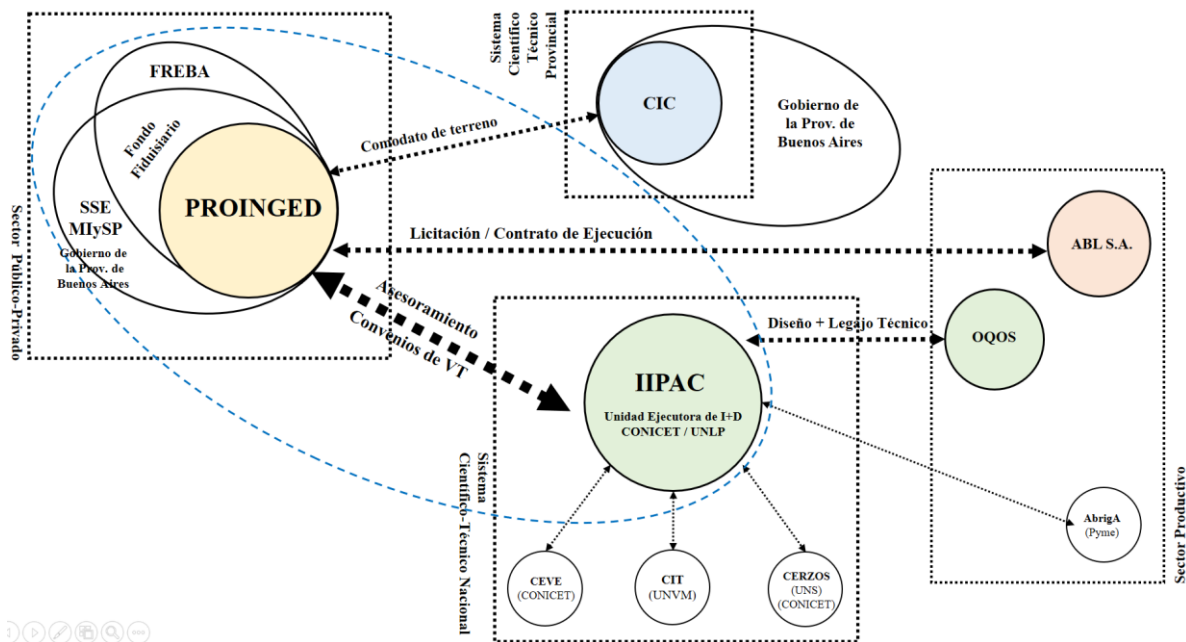 FREBA
Fondo
Fiduisiario
SSE
MIySP
Gobierno de
la Prov. de
Buenos Aires
PROINGED
Sector Público-Privado
Comodato de terreno
Sistema
Científico
Técnico
Provincial
CIC
Gobierno de
la Prov. de
Buenos Aires
Licitación / Contrato de Ejecución
ABL S.A.
Asesoramiento
Convenios de VT
Diseño + Legajo Técnico
OQOS
IIPAC
Unidad Ejecutora de I+D
CONICET / UNLP
Sistema
Científico-Técnico Nacional
CEVE
(CONICET)
CIT
(UNVM)
CERZOS
(UNS)
(CONICET)
AbrigA
(Pyme)
Sector Productivo